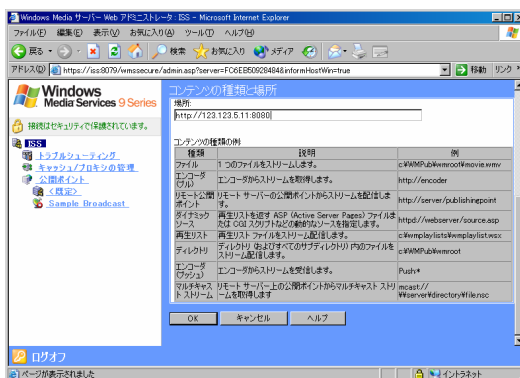 Windows Media サーバー Web アドミニストレータ : ISS - Microsoft Internet Explorer
ファイル(F) 編集(E) 表示(V) お気に入り(A) ツール(T) ヘルプ(H)
戻る 検索 お気に入り メディア
アドレス(D) https://iss:8079/wmssecure/admin.asp?server=FC6EB50928484&informHostWin=true 移動 リンク
Windows
Media Services 9 Series
接続はセキュリティで保護されています。
ISS
トラブルシューティング
キャッシュ/プロキシの管理
公開ポイント
<既定>
Sample Broadcast
コンテンツの種類と場所
場所:
http://123.123.5.11:8080
コンテンツの種類の例
種類 説明 例
ファイル 1 つのファイルをストリームします。 c:¥WMPub¥wmroot¥movie.wmv
エンコーダ (プル) エンコーダからストリームを取得します。 http://encoder
リモート公開ポイント リモート サーバーの公開ポイントからストリームを配信します。 http://server/publishingpoint
ダイナミック ソース 再生リストを返す ASP (Active Server Pages) ファイルまたは CGI スクリプトなどの動的なソースを指定します。 httpd://webserver/source.asp
再生リスト 再生リスト ファイルをストリーム配信します。 c:¥wmplaylists¥wmplaylist.wsx
ディレクトリ ディレクトリ (およびすべてのサブディレクトリ) 内のファイルをストリーム配信します。 c:¥WMPub¥wmroot
エンコーダ (プッシュ) エンコーダからストリームを受信します。 Push:*
マルチキャスト ストリーム リモート サーバー上の公開ポイントからマルチキャスト ストリームを取得します mcast://¥¥server¥directory¥file.nsc
OK キャンセル ヘルプ
ログオフ
ページが表示されました イントラネット